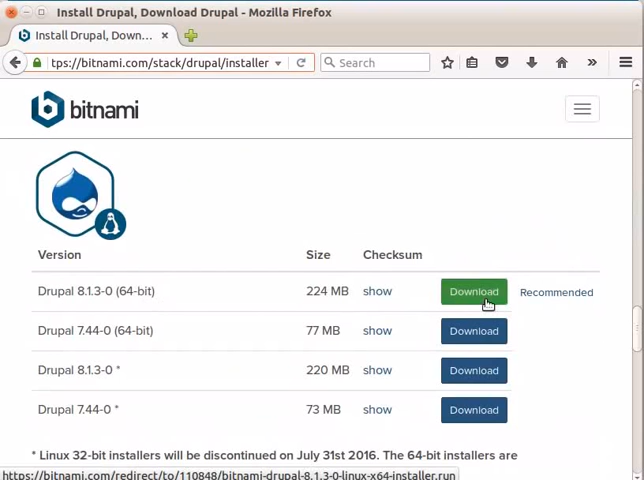 Install Drupal, Download Drupal - Mozilla Firefox
Install Drupal, Down...
tps://bitnami.com/stack/drupal/installer
Search
bitnami
Version Size Checksum
Drupal 8.1.3-0 (64-bit) 224 MB show Download Recommended
Drupal 7.44-0 (64-bit) 77 MB show Download
Drupal 8.1.3-0 * 220 MB show Download
Drupal 7.44-0 * 73 MB show Download
* Linux 32-bit installers will be discontinued on July 31st 2016. The 64-bit installers are
https://bitnami.com/redirect/to/110848/bitnami-drupal-8.1.3-0-linux-x64-installer.run